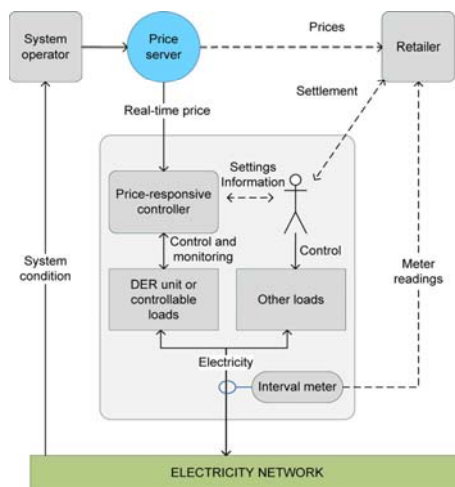 System
operator
Price
server
Prices
Retailer
Real-time price
Settlement
Settings
Information
Price-responsive
controller
Control and
monitoring
Control
System
condition
Meter
readings
DER unit or
controllable
loads
Other loads
Electricity
Interval meter
ELECTRICITY NETWORK